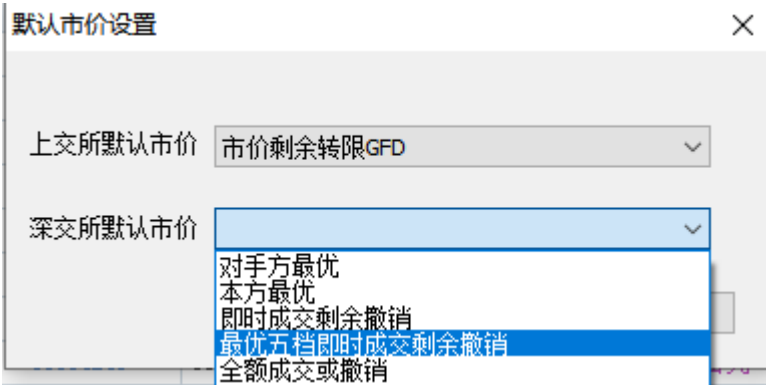 默认市价设置
上交所默认市价 市价剩余转限GFD
深交所默认市价
对手方最优
本方最优
即时成交剩余撤销
最优五档即时成交剩余撤销
全额成交或撤销